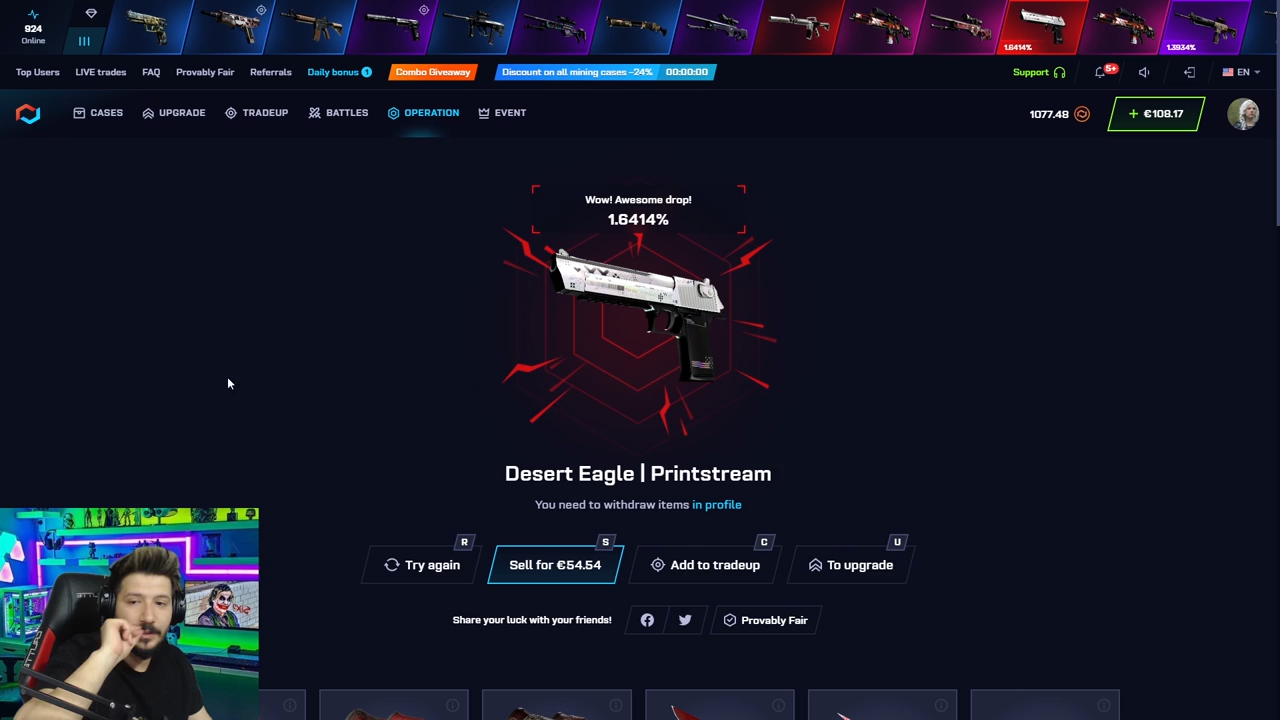 924
Online
1.6414%
1.3934%
Top Users
LIVE trades
FAQ
Provably Fair
Referrals
Daily bonus 1
Combo Giveaway
Discount on all mining cases –24% 00:00:00
Support
5+
EN
CASES
UPGRADE
TRADEUP
BATTLES
OPERATION
EVENT
1077.48
+ €108.17
Wow! Awesome drop!
1.6414%
Desert Eagle | Printstream
You need to withdraw items in profile
R
S
C
U
Try again
Sell for €54.54
Add to tradeup
To upgrade
Share your luck with your friends!
Provably Fair